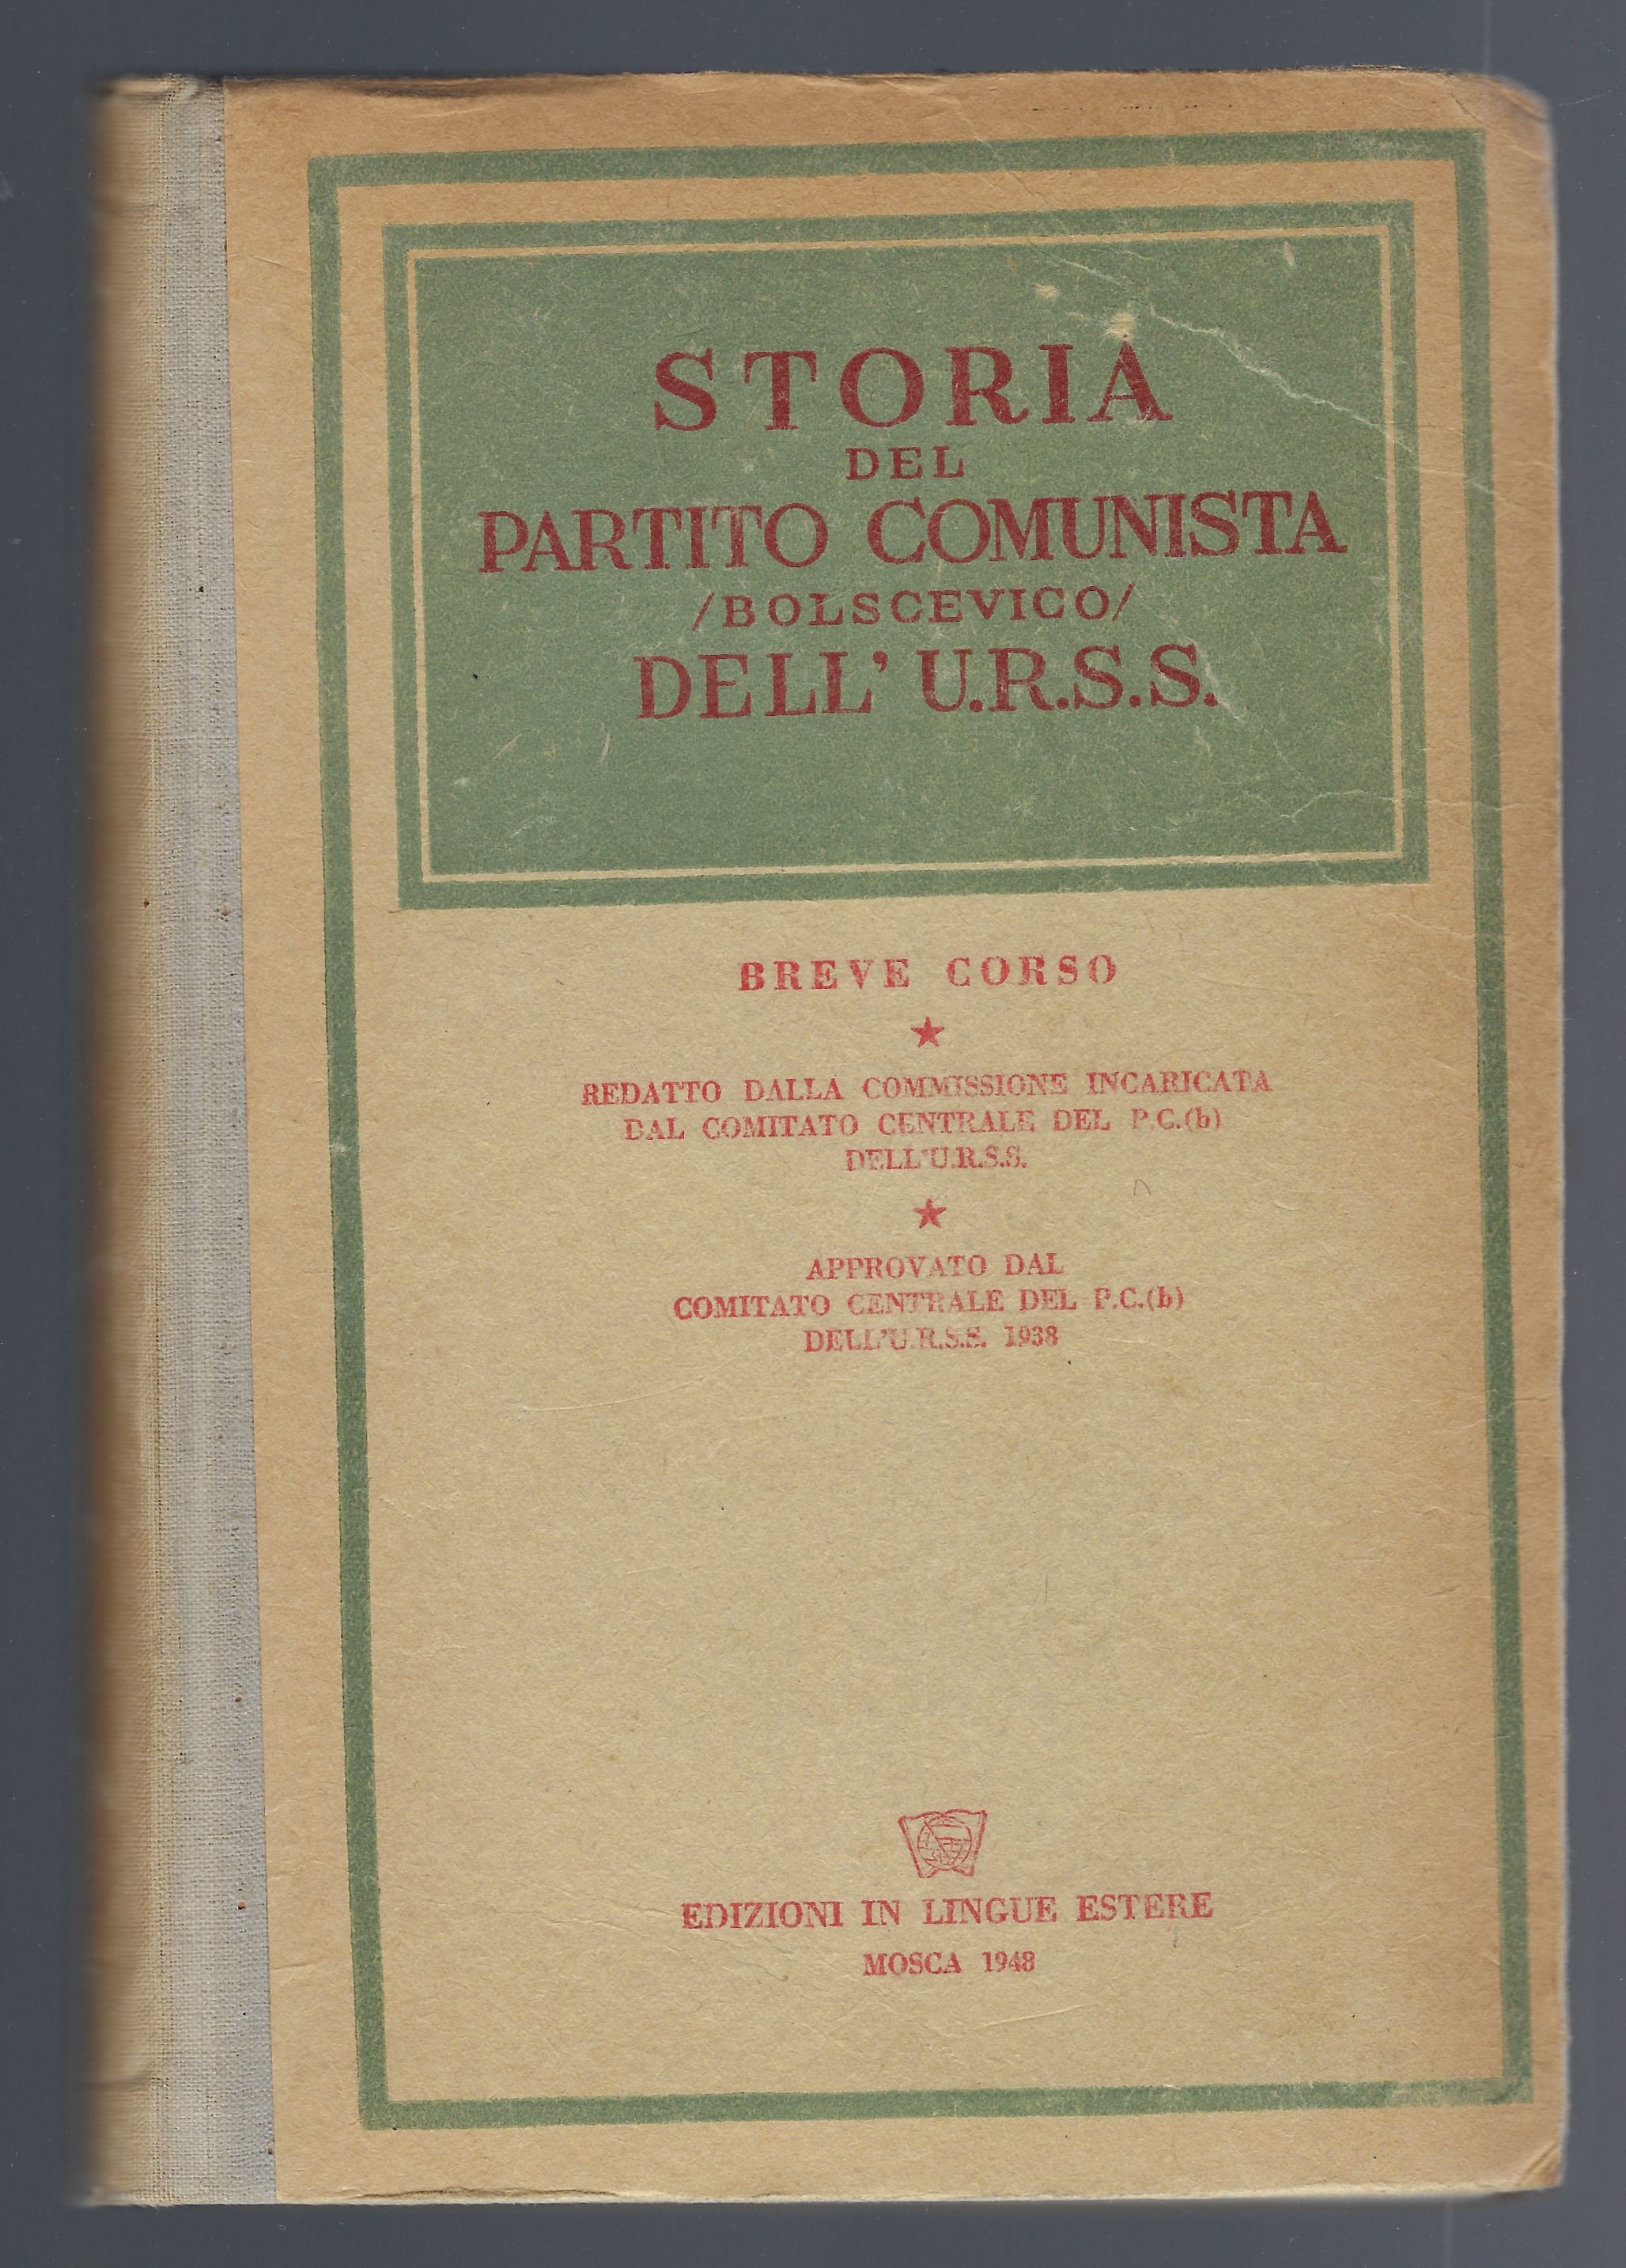 STORIA
DEL
PARTITO COMUNISTA
/BOLSCEVICO/
DELL' U.R.S.S.
BREVE CORSO
REDATTO DALLA COMMISSIONE INCARICATA
DAL COMITATO CENTRALE DEL P.C.(b)
DELL'U.R.S.S.
APPROVATO DAL
COMITATO CENTRALE DEL P.C.(b)
DELL'U.R.S.S. 1938
EDIZIONI IN LINGUE ESTERE
MOSCA 1948